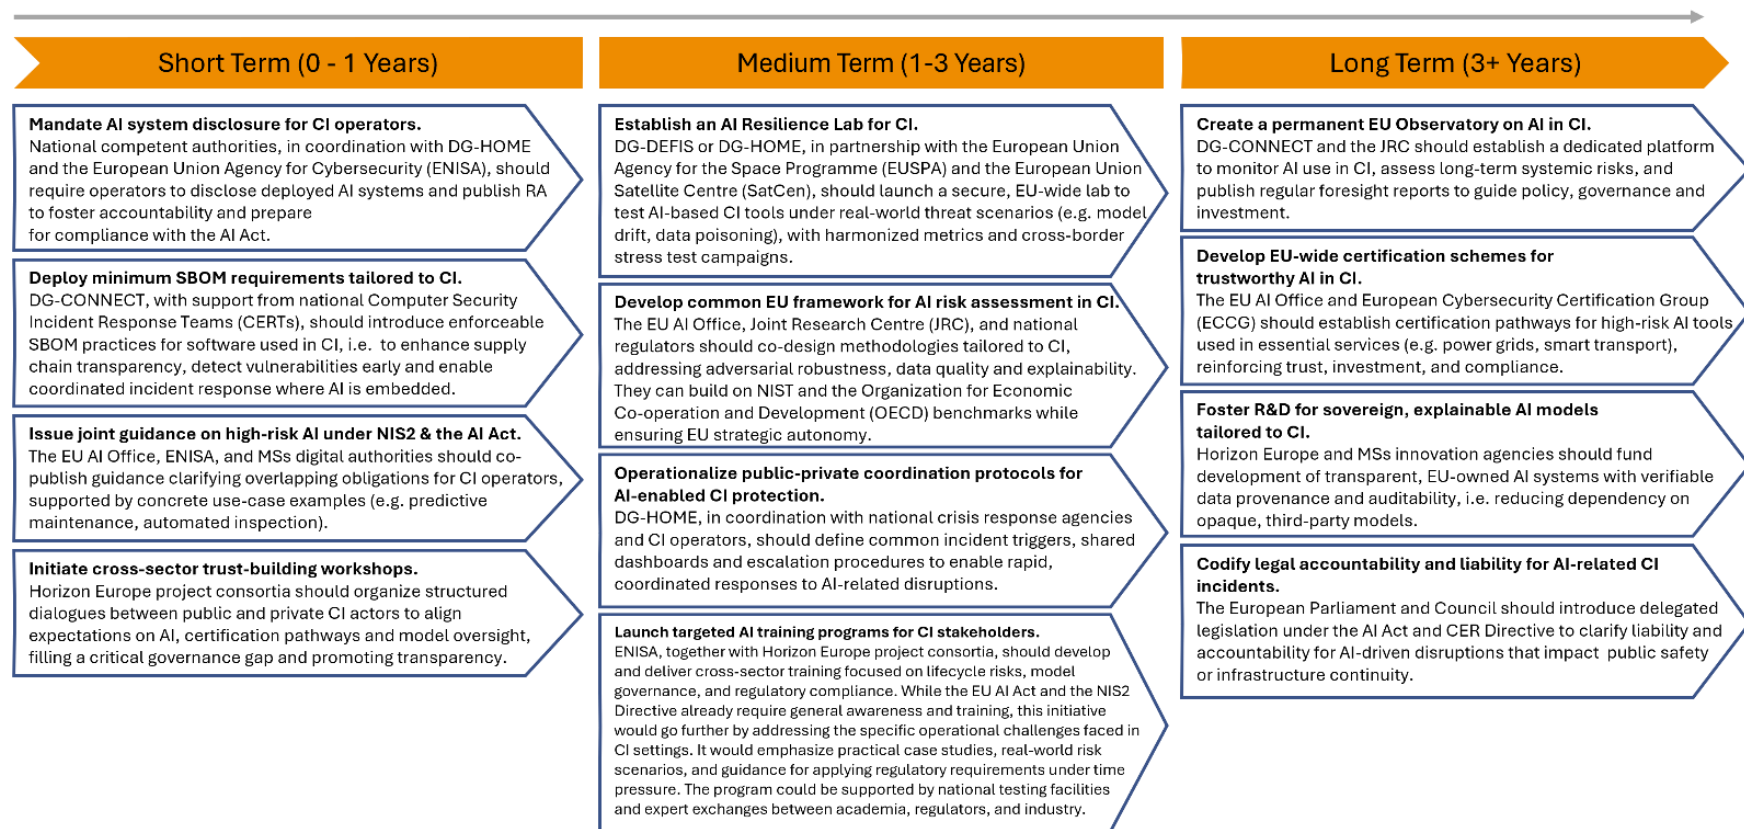 Short Term (0 - 1 Years)
Mandate AI system disclosure for CI operators.
National competent authorities, in coordination with DG-HOME
and the European Union Agency for Cybersecurity (ENISA), should
require operators to disclose deployed AI systems and publish RA
to foster accountability and prepare
for compliance with the AI Act.
Deploy minimum SBOM requirements tailored to CI.
DG-CONNECT, with support from national Computer Security
Incident Response Teams (CERTs), should introduce enforceable
SBOM practices for software used in CI, i.e. to enhance supply
chain transparency, detect vulnerabilities early and enable
coordinated incident response where AI is embedded.
Issue joint guidance on high-risk AI under NIS2 & the AI Act.
The EU AI Office, ENISA, and MSs digital authorities should co-
publish guidance clarifying overlapping obligations for CI operators,
supported by concrete use-case examples (e.g. predictive
maintenance, automated inspection).
Initiate cross-sector trust-building workshops.
Horizon Europe project consortia should organize structured
dialogues between public and private CI actors to align
expectations on AI, certification pathways and model oversight,
filling a critical governance gap and promoting transparency.
Medium Term (1-3 Years)
Establish an AI Resilience Lab for CI.
DG-DEFIS or DG-HOME, in partnership with the European Union
Agency for the Space Programme (EUSPA) and the European Union
Satellite Centre (SatCen), should launch a secure, EU-wide lab to
test AI-based CI tools under real-world threat scenarios (e.g. model
drift, data poisoning), with harmonized metrics and cross-border
stress test campaigns.
Develop common EU framework for AI risk assessment in CI.
The EU AI Office, Joint Research Centre (JRC), and national
regulators should co-design methodologies tailored to CI,
addressing adversarial robustness, data quality and explainability.
They can build on NIST and the Organization for Economic
Co-operation and Development (OECD) benchmarks while
ensuring EU strategic autonomy.
Operationalize public-private coordination protocols for
AI-enabled CI protection.
DG-HOME, in coordination with national crisis response agencies
and CI operators, should define common incident triggers, shared
dashboards and escalation procedures to enable rapid,
coordinated responses to AI-related disruptions.
Launch targeted AI training programs for CI stakeholders.
ENISA, together with Horizon Europe project consortia, should develop
and deliver cross-sector training focused on lifecycle risks, model
governance, and regulatory compliance. While the EU AI Act and the NIS2
Directive already require general awareness and training, this initiative
would go further by addressing the specific operational challenges faced in
CI settings. It would emphasize practical case studies, real-world risk
scenarios, and guidance for applying regulatory requirements under time
pressure. The program could be supported by national testing facilities
and expert exchanges between academia, regulators, and industry.
Long Term (3+ Years)
Create a permanent EU Observatory on AI in CI.
DG-CONNECT and the JRC should establish a dedicated platform
to monitor AI use in CI, assess long-term systemic risks, and
publish regular foresight reports to guide policy, governance and
investment.
Develop EU-wide certification schemes for
trustworthy AI in CI.
The EU AI Office and European Cybersecurity Certification Group
(ECCG) should establish certification pathways for high-risk AI tools
used in essential services (e.g. power grids, smart transport),
reinforcing trust, investment, and compliance.
Foster R&D for sovereign, explainable AI models
tailored to CI.
Horizon Europe and MSs innovation agencies should fund
development of transparent, EU-owned AI systems with verifiable
data provenance and auditability, i.e. reducing dependency on
opaque, third-party models.
Codify legal accountability and liability for AI-related CI
incidents.
The European Parliament and Council should introduce delegated
legislation under the AI Act and CER Directive to clarify liability and
accountability for AI-driven disruptions that impact public safety
or infrastructure continuity.